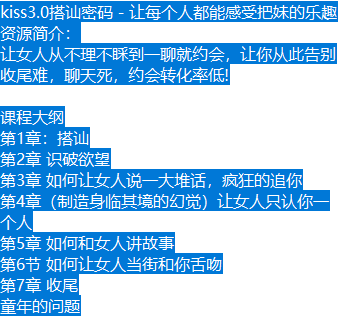 kiss3.0搭讪密码 - 让每个人都能感受把妹的乐趣
资源简介：
让女人从不理不睬到一聊就约会，让你从此告别
收尾难，聊天死，约会转化率低!
课程大纲
第1章：搭讪
第2章 识破欲望
第3章 如何让女人说一大堆话，疯狂的追你
第4章（制造身临其境的幻觉）让女人只认你一
个人
第5章 如何和女人讲故事
第6节 如何让女人当街和你舌吻
第7章 收尾
童年的问题